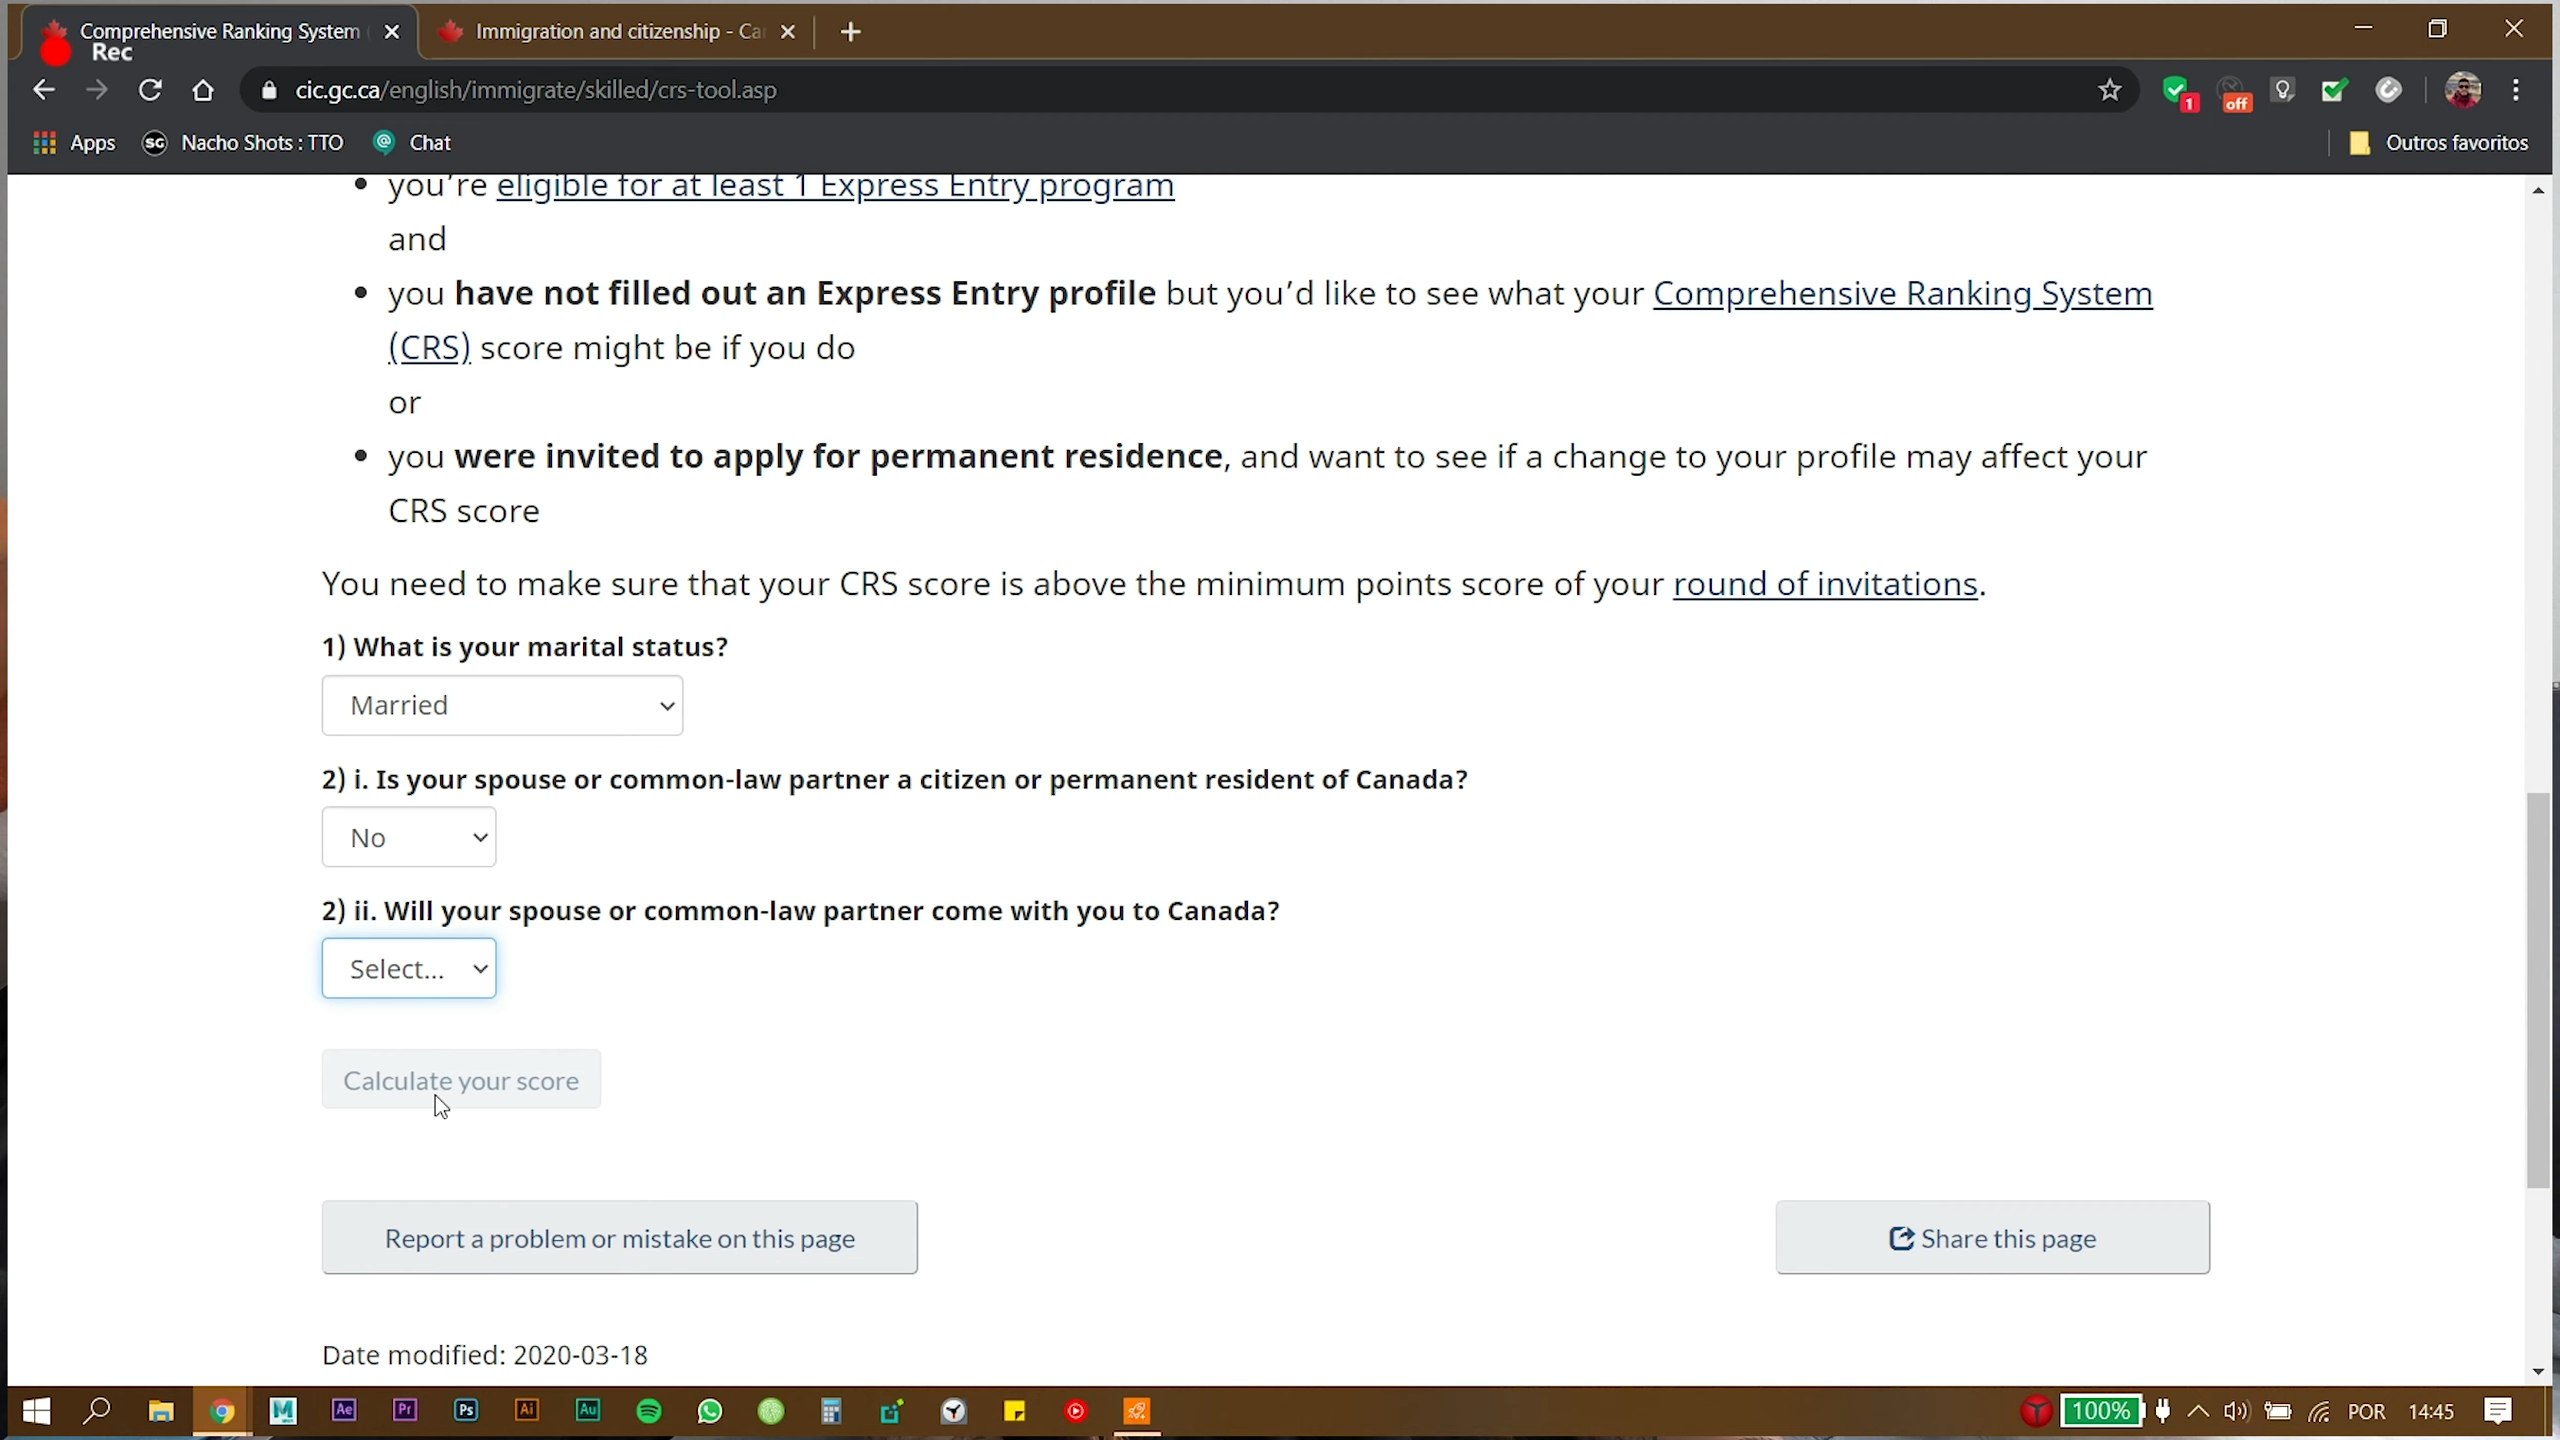 Comprehensive Ranking System
Immigration and citizenship - Ca
Rec
cic.gc.ca/english/immigrate/skilled/crs-tool.asp
1
off
Apps
SG
Nacho Shots : TTO
Chat
Outros favoritos
you're eligible for at least 1 Express Entry program
and
you have not filled out an Express Entry profile but you'd like to see what your Comprehensive Ranking System
(CRS) score might be if you do
or
you were invited to apply for permanent residence, and want to see if a change to your profile may affect your
CRS score
You need to make sure that your CRS score is above the minimum points score of your round of invitations.
1) What is your marital status?
Married
2) i. Is your spouse or common-law partner a citizen or permanent resident of Canada?
No
2) ii. Will your spouse or common-law partner come with you to Canada?
Select...
Calculate your score
Report a problem or mistake on this page
Share this page
Date modified: 2020-03-18
M
Ae
Pr
Ps
Ai
Au
100%
POR
14:45